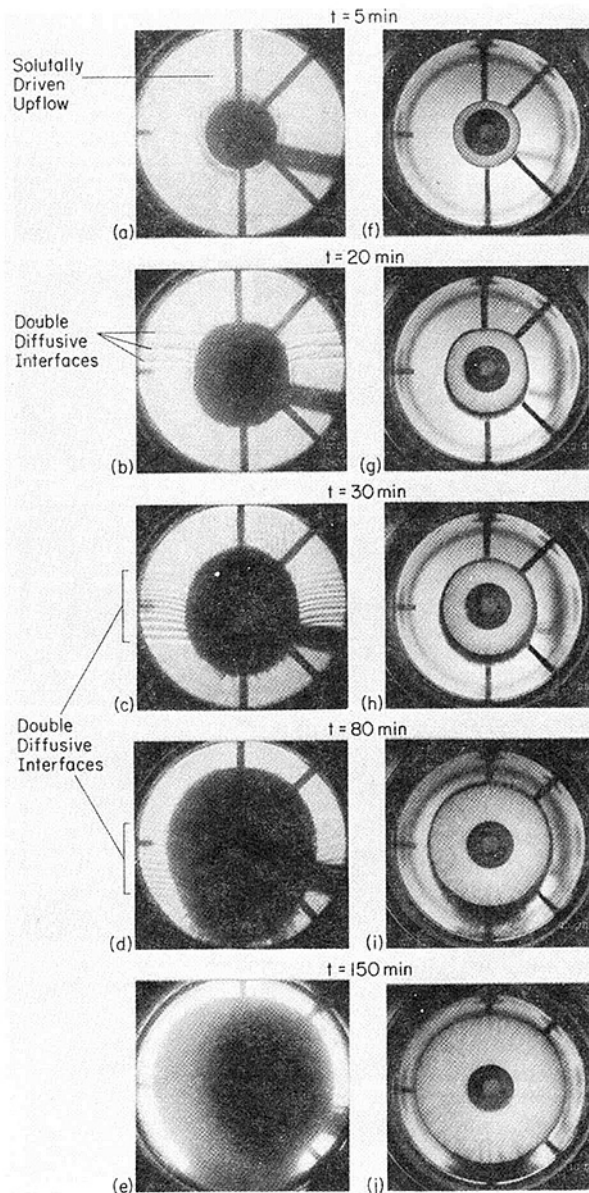 t = 5 min
Solutally
Driven
Upflow
(a)
(f)
t = 20 min
Double
Diffusive
Interfaces
(b)
(g)
t = 30 min
(c)
(h)
Double
Diffusive
Interfaces
t = 80 min
(d)
(i)
t = 150 min
(e)
(j)